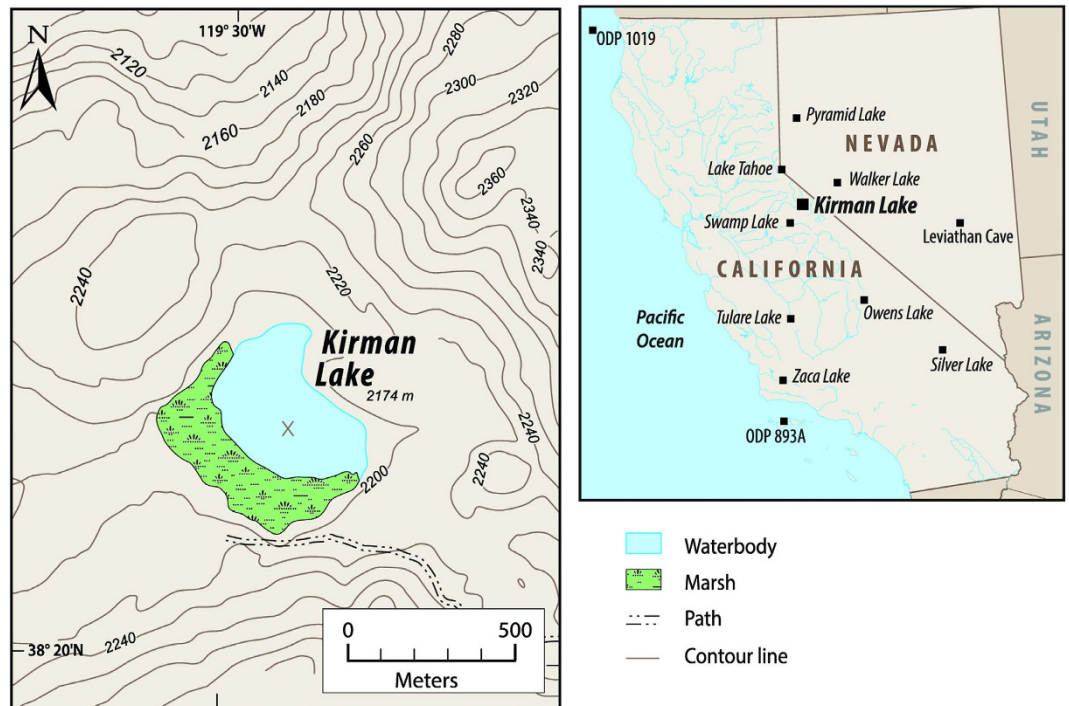 N
119° 30'W
2120
2140
2160
2180
2280
2300
2320
2260
2360
2340
2340
2240
2220
Kirman
Lake
2174 m
X
2200
2240
2240
2240
38° 20'N
0 500
Meters
ODP 1019
Pyramid Lake
NEVADA
UTAH
Lake Tahoe
Walker Lake
Kirman Lake
Swamp Lake
Leviathan Cave
CALIFORNIA
Owens Lake
Pacific
Ocean
Tulare Lake
ARIZONA
Silver Lake
Zaca Lake
ODP 893A
Waterbody
Marsh
Path
Contour line